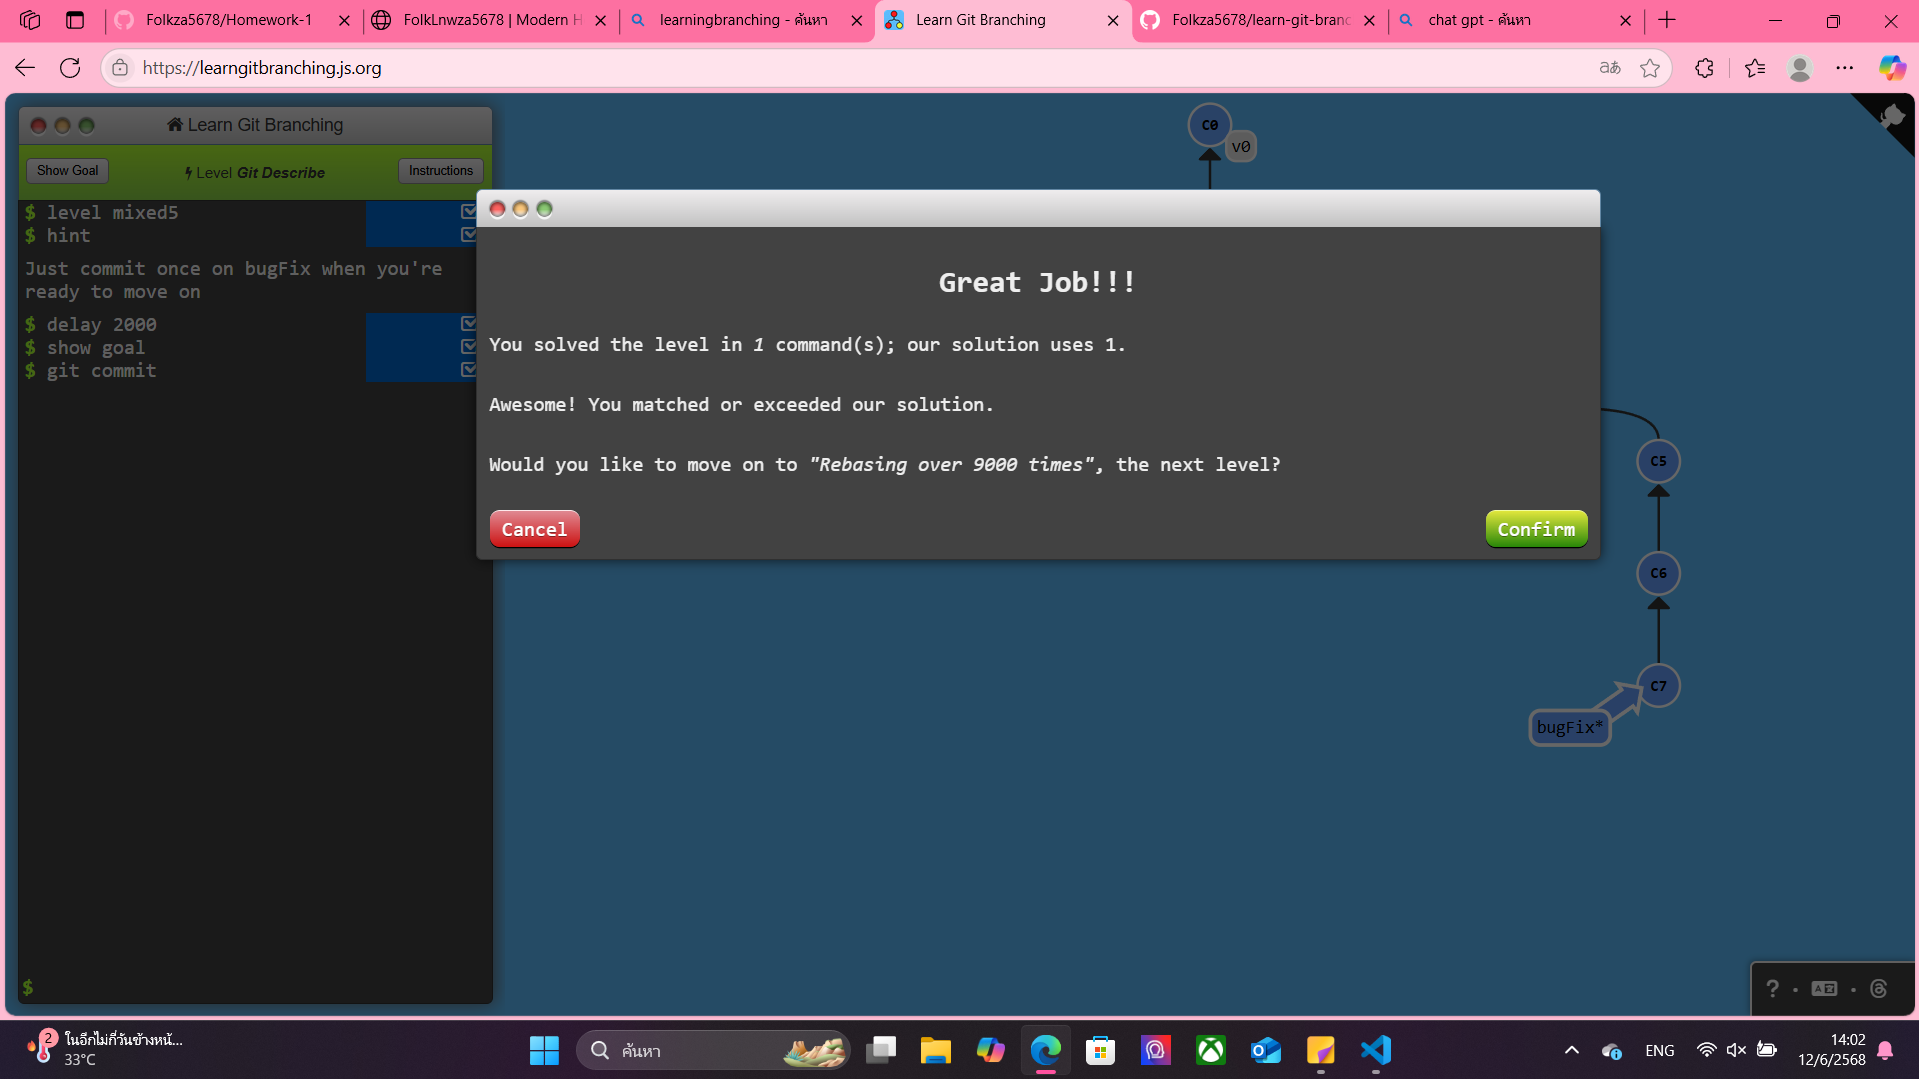 Folkza5678/Homework-1
FolkLnwza5678 | Modern H
learningbranching - ค้นหา
Learn Git Branching
Folkza5678/learn-git-branc
chat gpt - ค้นหา
https://learngitbranching.js.org
Learn Git Branching
Show Goal
Level Git Describe
Instructions
$ level mixed5
$ hint
Just commit once on bugFix when you're
ready to move on
$ delay 2000
$ show goal
$ git commit
$
C0
v0
Great Job!!!
You solved the level in 1 command(s); our solution uses 1.
Awesome! You matched or exceeded our solution.
Would you like to move on to "Rebasing over 9000 times", the next level?
Cancel
Confirm
C5
C6
C7
bugFix*
?
2
ในอีกไม่กี่วันข้างหน้...
33°C
ค้นหา
ENG
14:02
12/6/2568